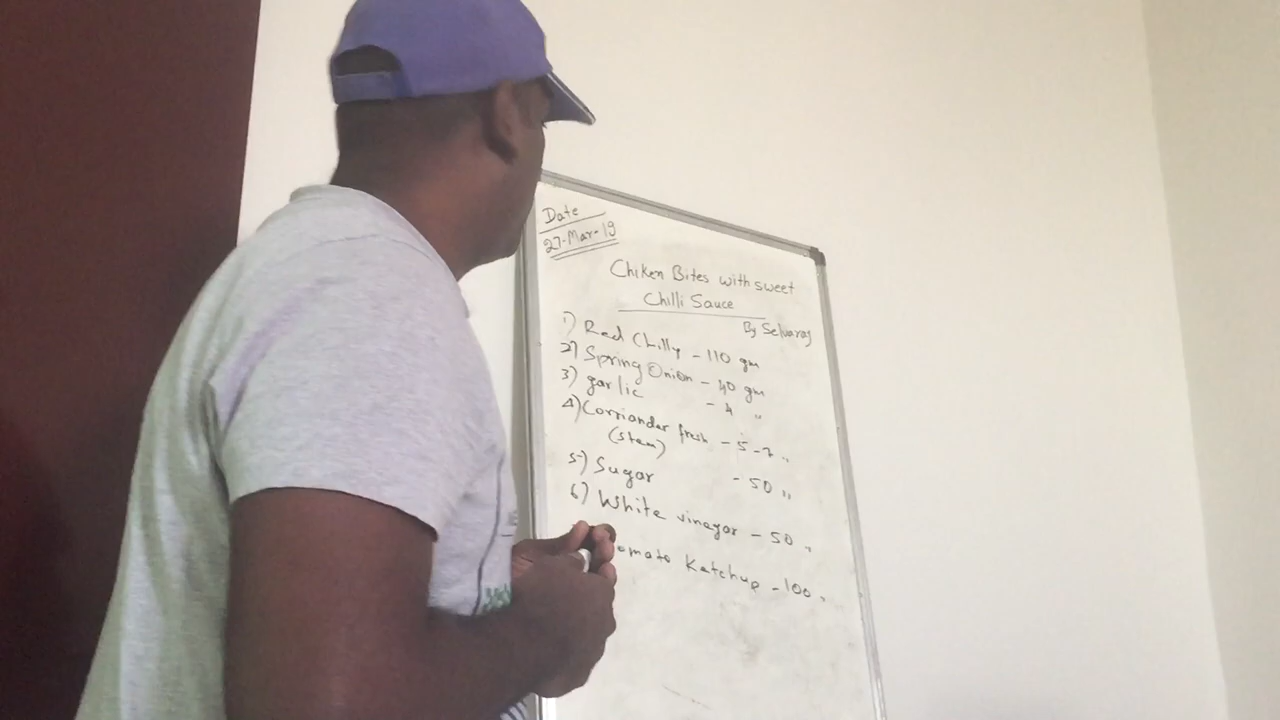 Date
27-Mar-19
Chiken Bites with sweet
Chilli Sauce
By Selvaraj
1) Red Chilly - 110 gm
2) Spring Onion - 40 gm
3) garlic - 4 "
4) Corriander fresh - 5-7 "
(stem)
5) Sugar - 50 "
6) White vinegar - 50 "
omato Ketchup - 100 "